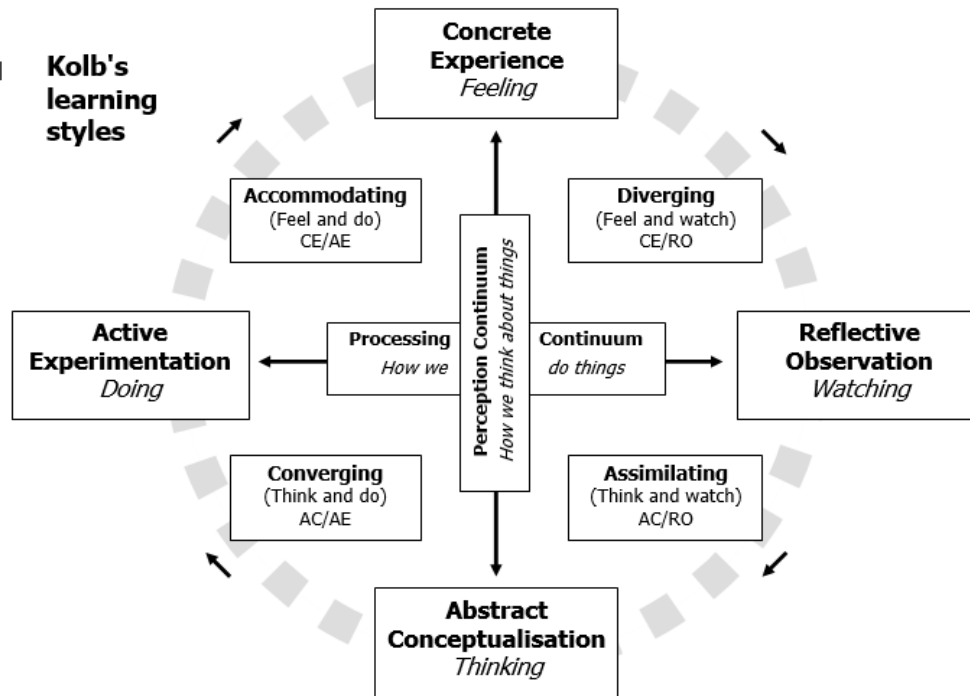 Kolb's
learning
styles
Concrete
Experience
Feeling
Accommodating
(Feel and do)
CE/AE
Diverging
(Feel and watch)
CE/RO
Active
Experimentation
Doing
Processing
How we
Perception Continuum
How we think about things
Continuum
do things
Reflective
Observation
Watching
Converging
(Think and do)
AC/AE
Assimilating
(Think and watch)
AC/RO
Abstract
Conceptualisation
Thinking